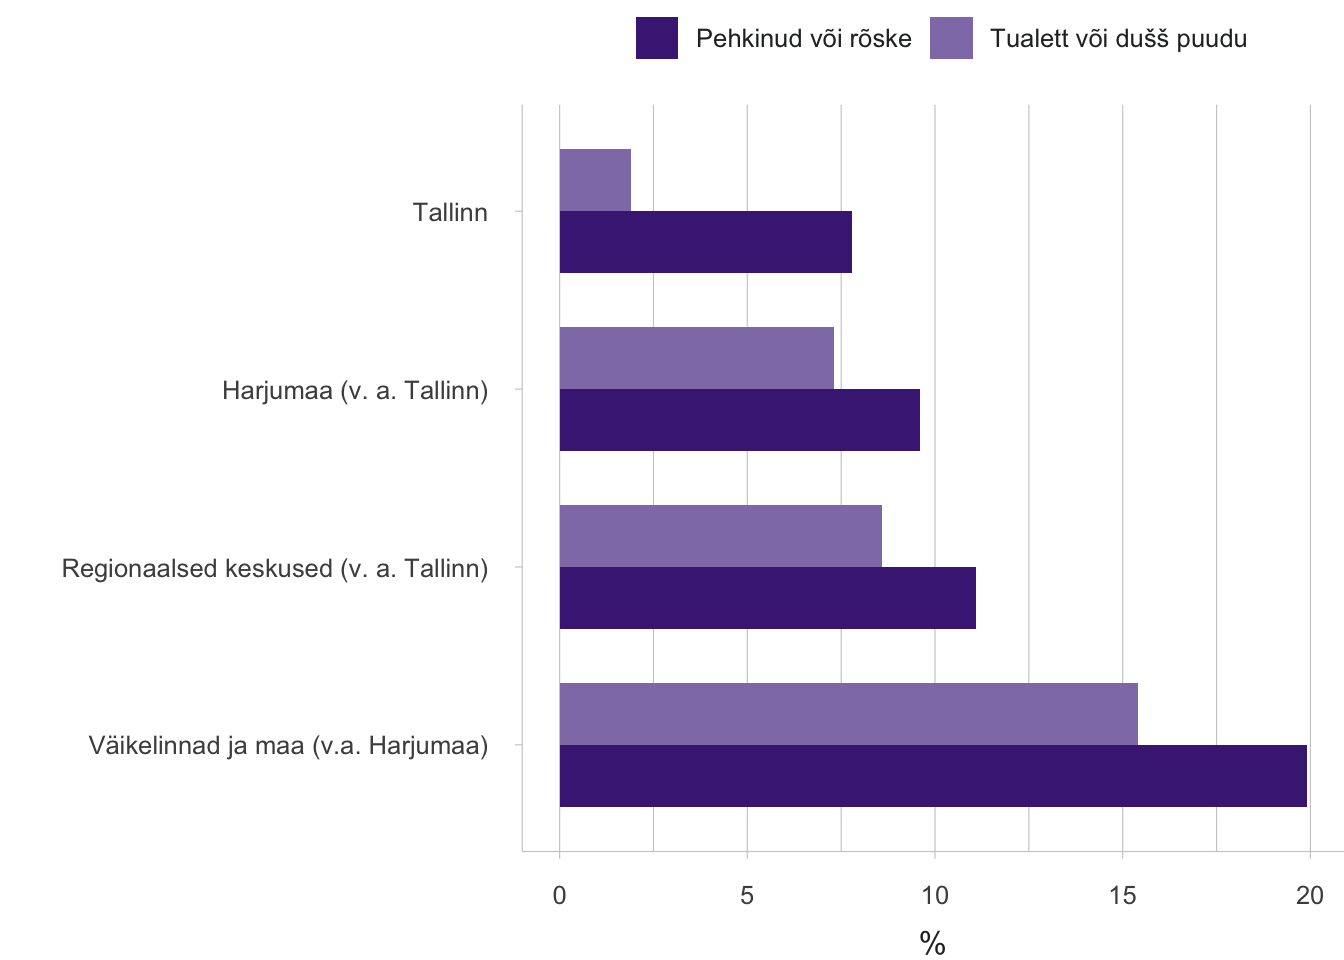 Pehkinud või rõske
Tualett või dušš puudu
Tallinn
Harjumaa (v. a. Tallinn)
Regionaalsed keskused (v. a. Tallinn)
Väikelinnad ja maa (v.a. Harjumaa)
0 5 10 15 20
%